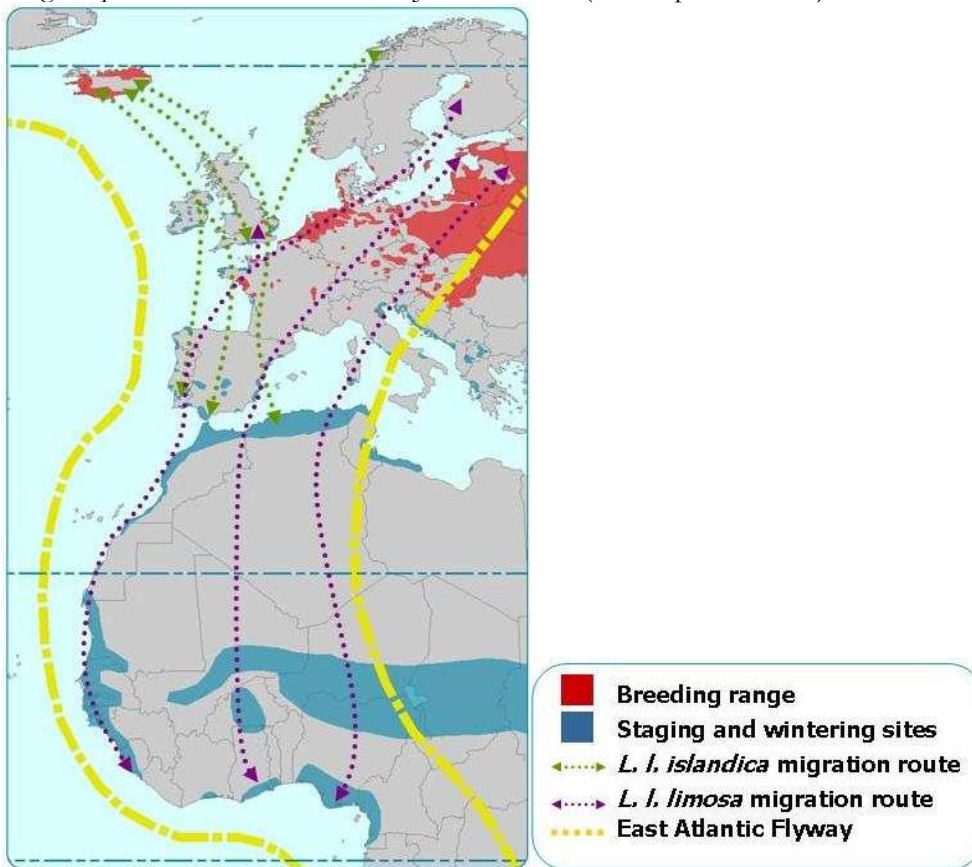 Breeding range
Staging and wintering sites
L. l. islandica migration route
L. l. limosa migration route
East Atlantic Flyway